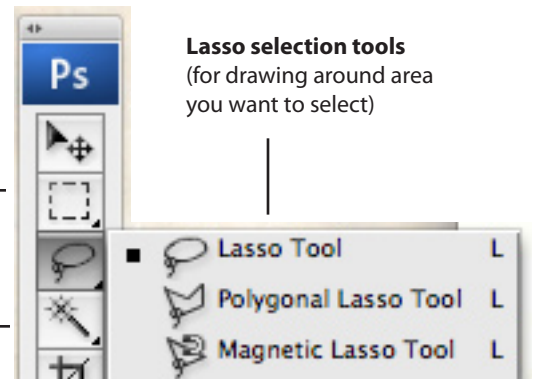 Ps
Lasso selection tools
(for drawing around area
you want to select)
Lasso Tool L
Polygonal Lasso Tool L
Magnetic Lasso Tool L